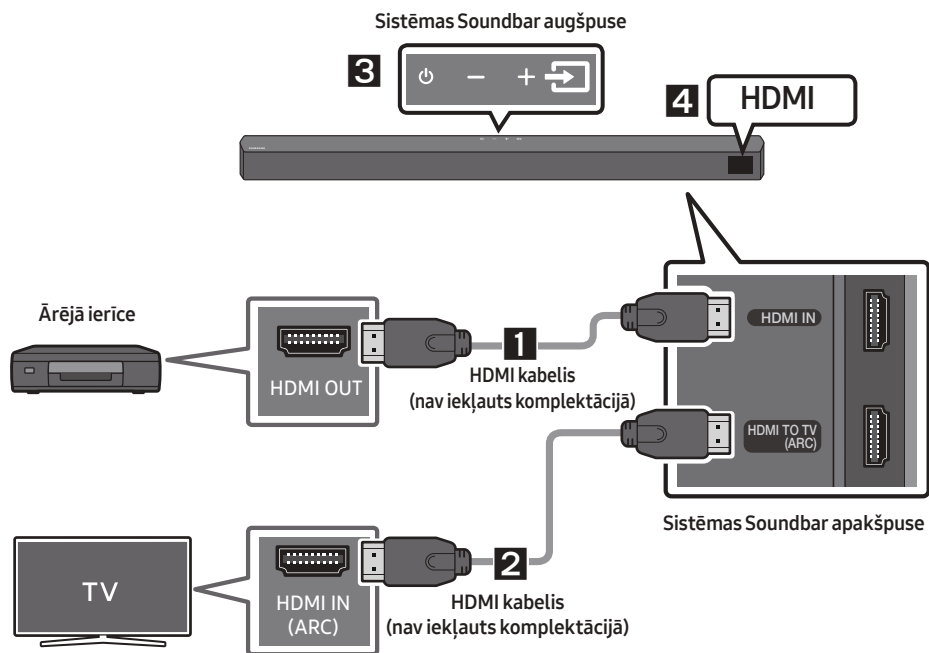 Sistēmas Soundbar augšpuse
3
4
HDMI
Ārējā ierīce
HDMI OUT
1
HDMI kabelis
(nav iekļauts komplektācijā)
HDMI IN
HDMI TO TV
(ARC)
Sistēmas Soundbar apakšpuse
TV
HDMI IN
(ARC)
2
HDMI kabelis
(nav iekļauts komplektācijā)